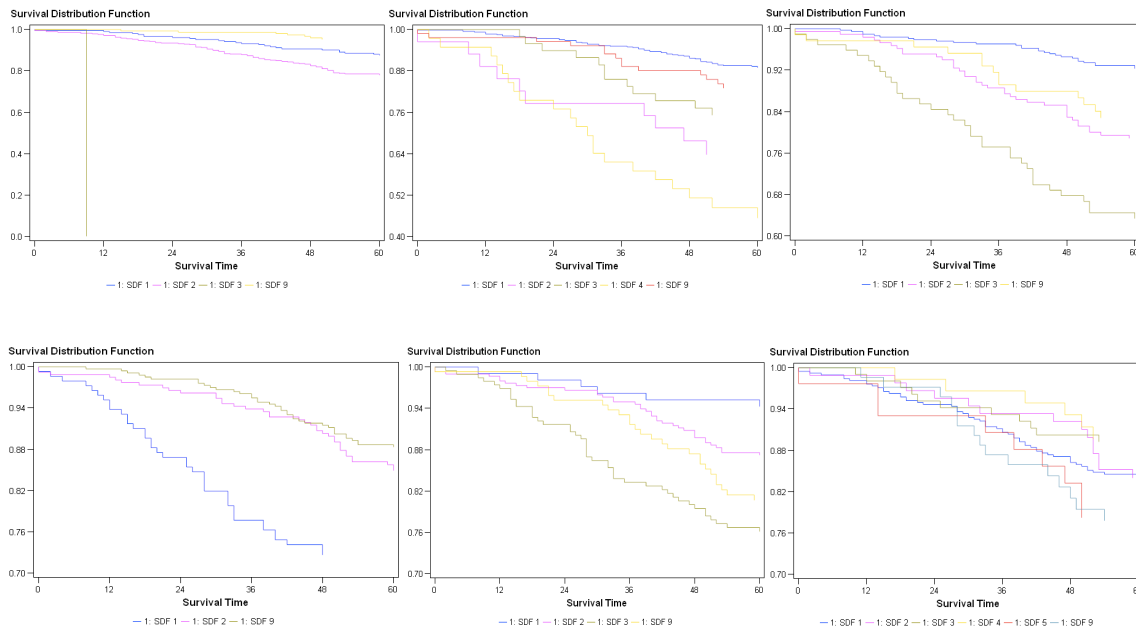 Survival Distribution Function
1.0
0.8
0.6
0.4
0.2
0.0
0 12 24 36 48 60
Survival Time
1: SDF 1 1: SDF 2 1: SDF 3 1: SDF 9
Survival Distribution Function
1.00
0.88
0.76
0.64
0.52
0.40
0 12 24 36 48 60
Survival Time
1: SDF 1 1: SDF 2 1: SDF 3 1: SDF 4 1: SDF 9
Survival Distribution Function
1.00
0.92
0.84
0.76
0.68
0.60
0 12 24 36 48 60
Survival Time
1: SDF 1 1: SDF 2 1: SDF 3 1: SDF 9
Survival Distribution Function
1.00
0.94
0.88
0.82
0.76
0.70
0 12 24 36 48 60
Survival Time
1: SDF 1 1: SDF 2 1: SDF 9
Survival Distribution Function
1.00
0.94
0.88
0.82
0.76
0.70
0 12 24 36 48 60
Survival Time
1: SDF 1 1: SDF 2 1: SDF 3 1: SDF 9
Survival Distribution Function
1.00
0.94
0.88
0.82
0.76
0.70
0 12 24 36 48 60
Survival Time
1: SDF 1 1: SDF 2 1: SDF 3 1: SDF 4 1: SDF 5 1: SDF 9